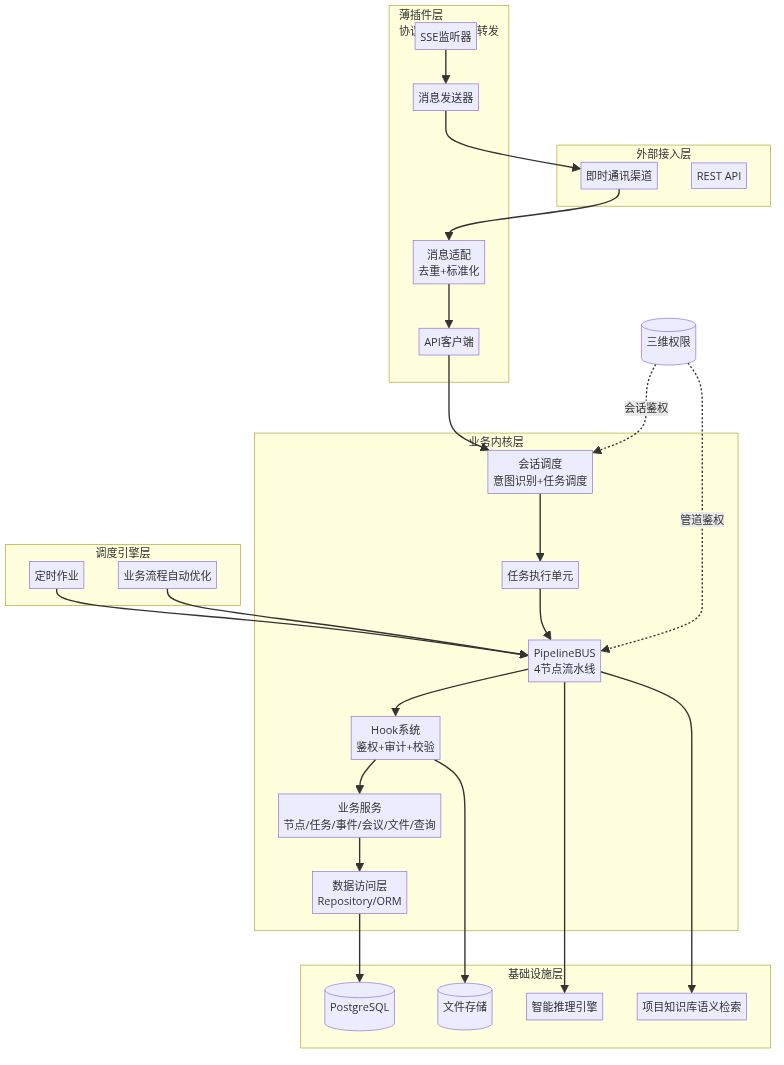 薄插件层
协议
转发
SSE监听器
消息发送器
外部接入层
即时通讯渠道
REST API
消息适配
去重+标准化
API客户端
三维权限
会话鉴权
业务内核层
会话调度
意图识别+任务调度
管道鉴权
调度引擎层
定时作业
业务流程自动优化
任务执行单元
PipelineBUS
4节点流水线
Hook系统
鉴权+审计+校验
业务服务
节点/任务/事件/会议/文件/查询
数据访问层
Repository/ORM
基础设施层
PostgreSQL
文件存储
智能推理引擎
项目知识库语义检索